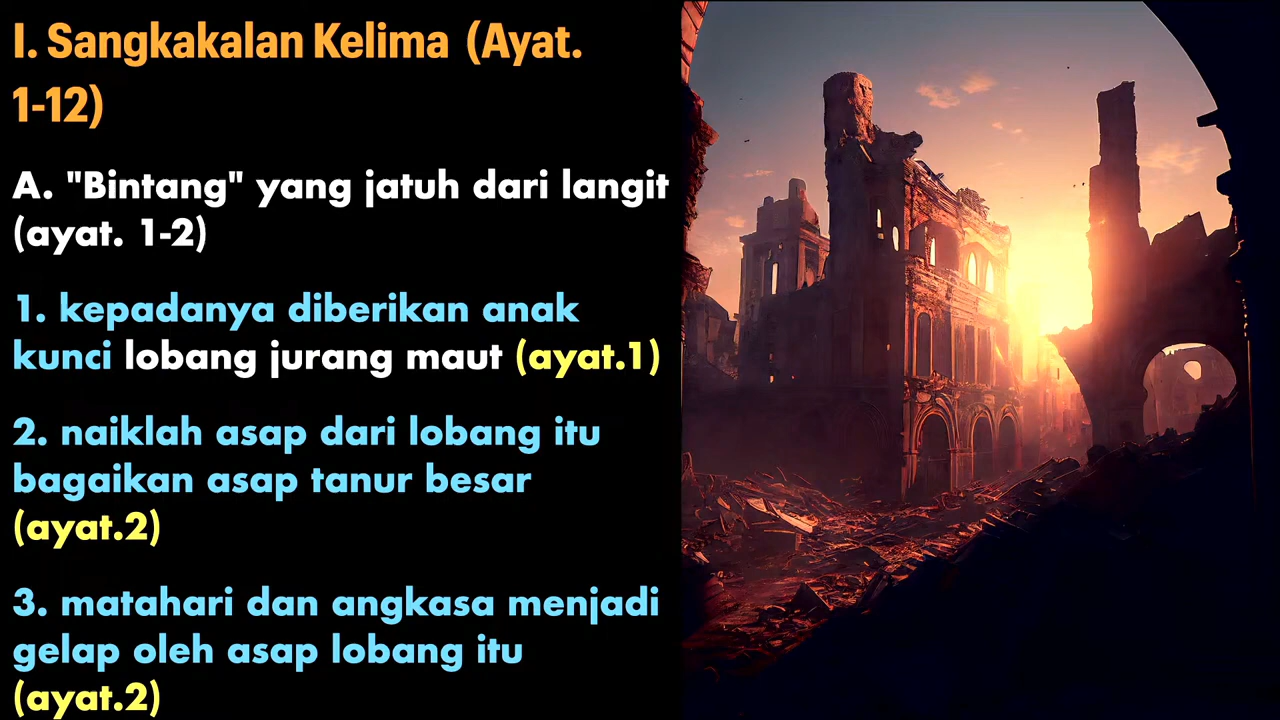 I. Sangkakalan Kelima (Ayat.
1-12)
A. "Bintang" yang jatuh dari langit
(ayat. 1-2)
1. kepadanya diberikan anak
kunci lobang jurang maut (ayat.1)
2. naiklah asap dari lobang itu
bagaikan asap tanur besar
(ayat.2)
3. matahari dan angkasa menjadi
gelap oleh asap lobang itu
(ayat.2)